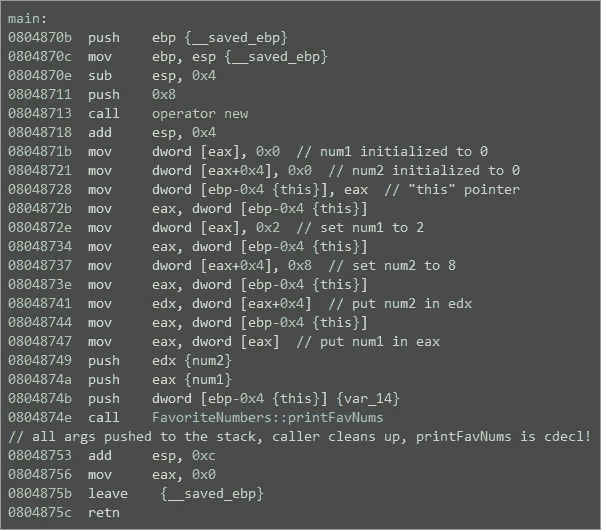 main:
0804870b  push    ebp {__saved_ebp}
0804870c  mov     ebp, esp {__saved_ebp}
0804870e  sub     esp, 0x4
08048711  push    0x8
08048713  call    operator new
08048718  add     esp, 0x4
0804871b  mov     dword [eax], 0x0  // num1 initialized to 0
08048721  mov     dword [eax+0x4], 0x0  // num2 initialized to 0
08048728  mov     dword [ebp-0x4 {this}], eax  // "this" pointer
0804872b  mov     eax, dword [ebp-0x4 {this}]
0804872e  mov     dword [eax], 0x2  // set num1 to 2
08048734  mov     eax, dword [ebp-0x4 {this}]
08048737  mov     dword [eax+0x4], 0x8  // set num2 to 8
0804873e  mov     eax, dword [ebp-0x4 {this}]
08048741  mov     edx, dword [eax+0x4]  // put num2 in edx
08048744  mov     eax, dword [ebp-0x4 {this}]
08048747  mov     eax, dword [eax]  // put num1 in eax
08048749  push    edx {num2}
0804874a  push    eax {num1}
0804874b  push    dword [ebp-0x4 {this}] {var_14}
0804874e  call    FavoriteNumbers::printFavNums
// all args pushed to the stack, caller cleans up, printFavNums is cdecl!
08048753  add     esp, 0xc
08048756  mov     eax, 0x0
0804875b  leave    {__saved_ebp}
0804875c  retn